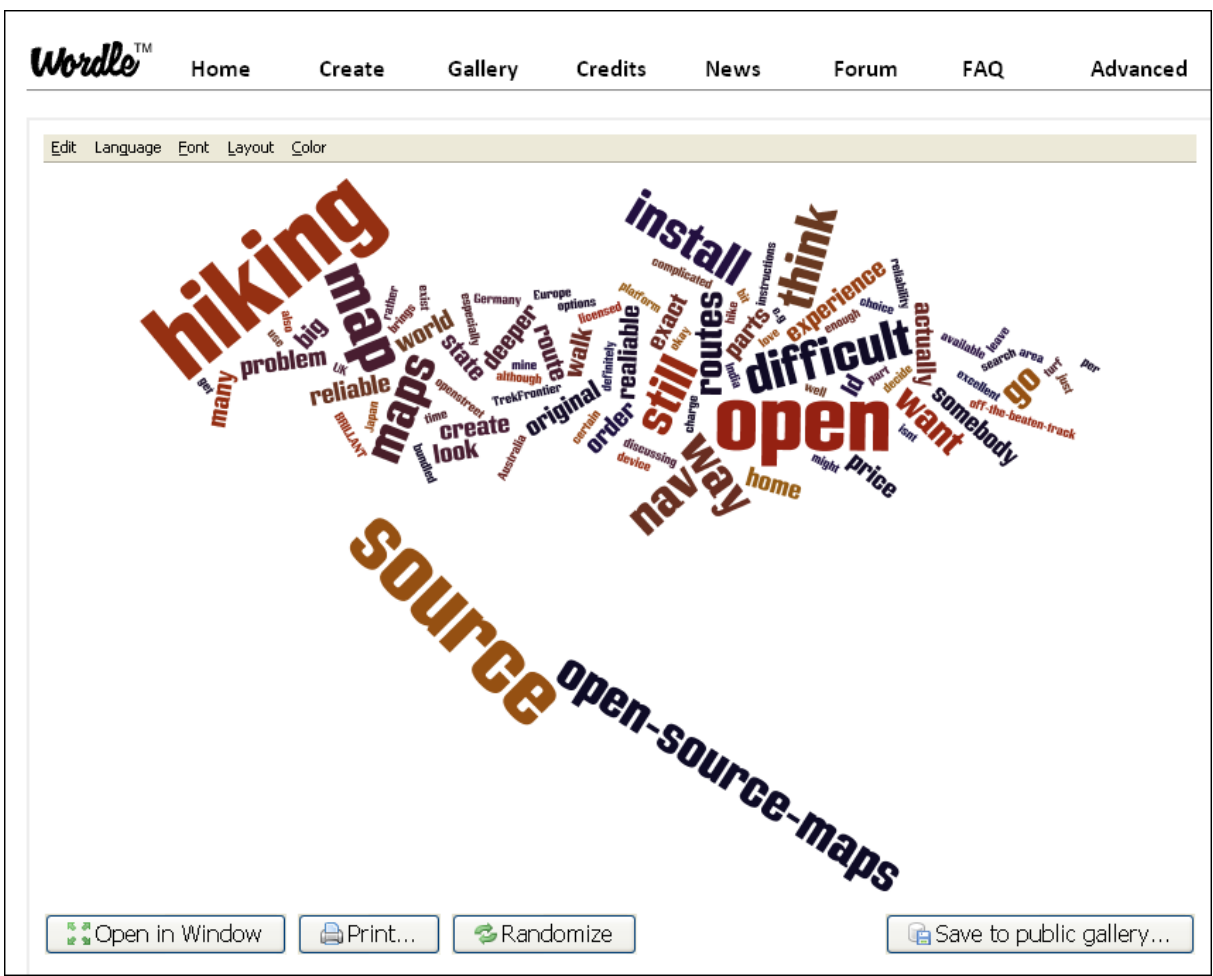 Wordle™ Home Create Gallery Credits News Forum FAQ Advanced
Edit Language Font Layout Color
hiking
map
install
think
big
also
use
problem
UK
get
many
rather
brings
exist
world
especially
Germany
state
deeper
Europe
options
licensed
route
walk
mine
although
TrekFrontier
reliable
BRILLANT
Japan
maps
time
openstreet
create
look
bundled
Australia
original
certain
order
definitely
realiable
platform
complicated
exact
okay
still
routes
charge
discussing
device
bit
hike
India
parts
instructions
e.g
love
experience
enough
choice
reliability
difficult
actually
well
Id
part
decide
open
want
isnt
somebody
available
leave
search area
excellent
go
turf
just
per
off-the-beaten-track
might
price
home
way
nav
source
open-source-maps
Open in Window Print... Randomize Save to public gallery...